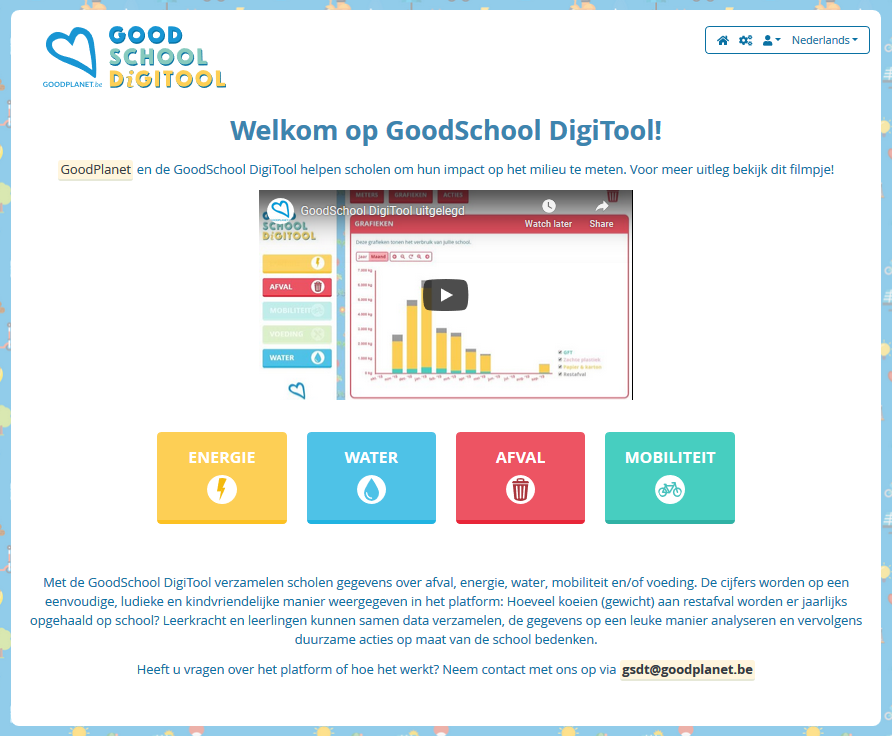 GOOD
SCHOOL
DiGITOOL
GOODPLANET.be
Nederlands
Welkom op GoodSchool DigiTool!
GoodPlanet en de GoodSchool DigiTool helpen scholen om hun impact op het milieu te meten. Voor meer uitleg bekijk dit filmpje!
METERS GRAFIEKEN ACTIES
GoodSchool DigiTool uitgelegd
Watch later Share
SCHOOL
DiGITOOL
GRAFIEKEN
Deze grafieken tonen het verbruik van jullie school.
Jaar Maand
AFVAL
MOBILITEIT
VOEDING
WATER
GFT
Papier & karton
Restafval
ENERGIE
WATER
AFVAL
MOBILITEIT
Met de GoodSchool DigiTool verzamelen scholen gegevens over afval, energie, water, mobiliteit en/of voeding. De cijfers worden op een
eenvoudige, ludieke en kindvriendelijke manier weergegeven in het platform: Hoeveel koeien (gewicht) aan restafval worden er jaarlijks
opgehaald op school? Leerkracht en leerlingen kunnen samen data verzamelen, de gegevens op een leuke manier analyseren en vervolgens
duurzame acties op maat van de school bedenken.
Heeft u vragen over het platform of hoe het werkt? Neem contact met ons op via gsdt@goodplanet.be